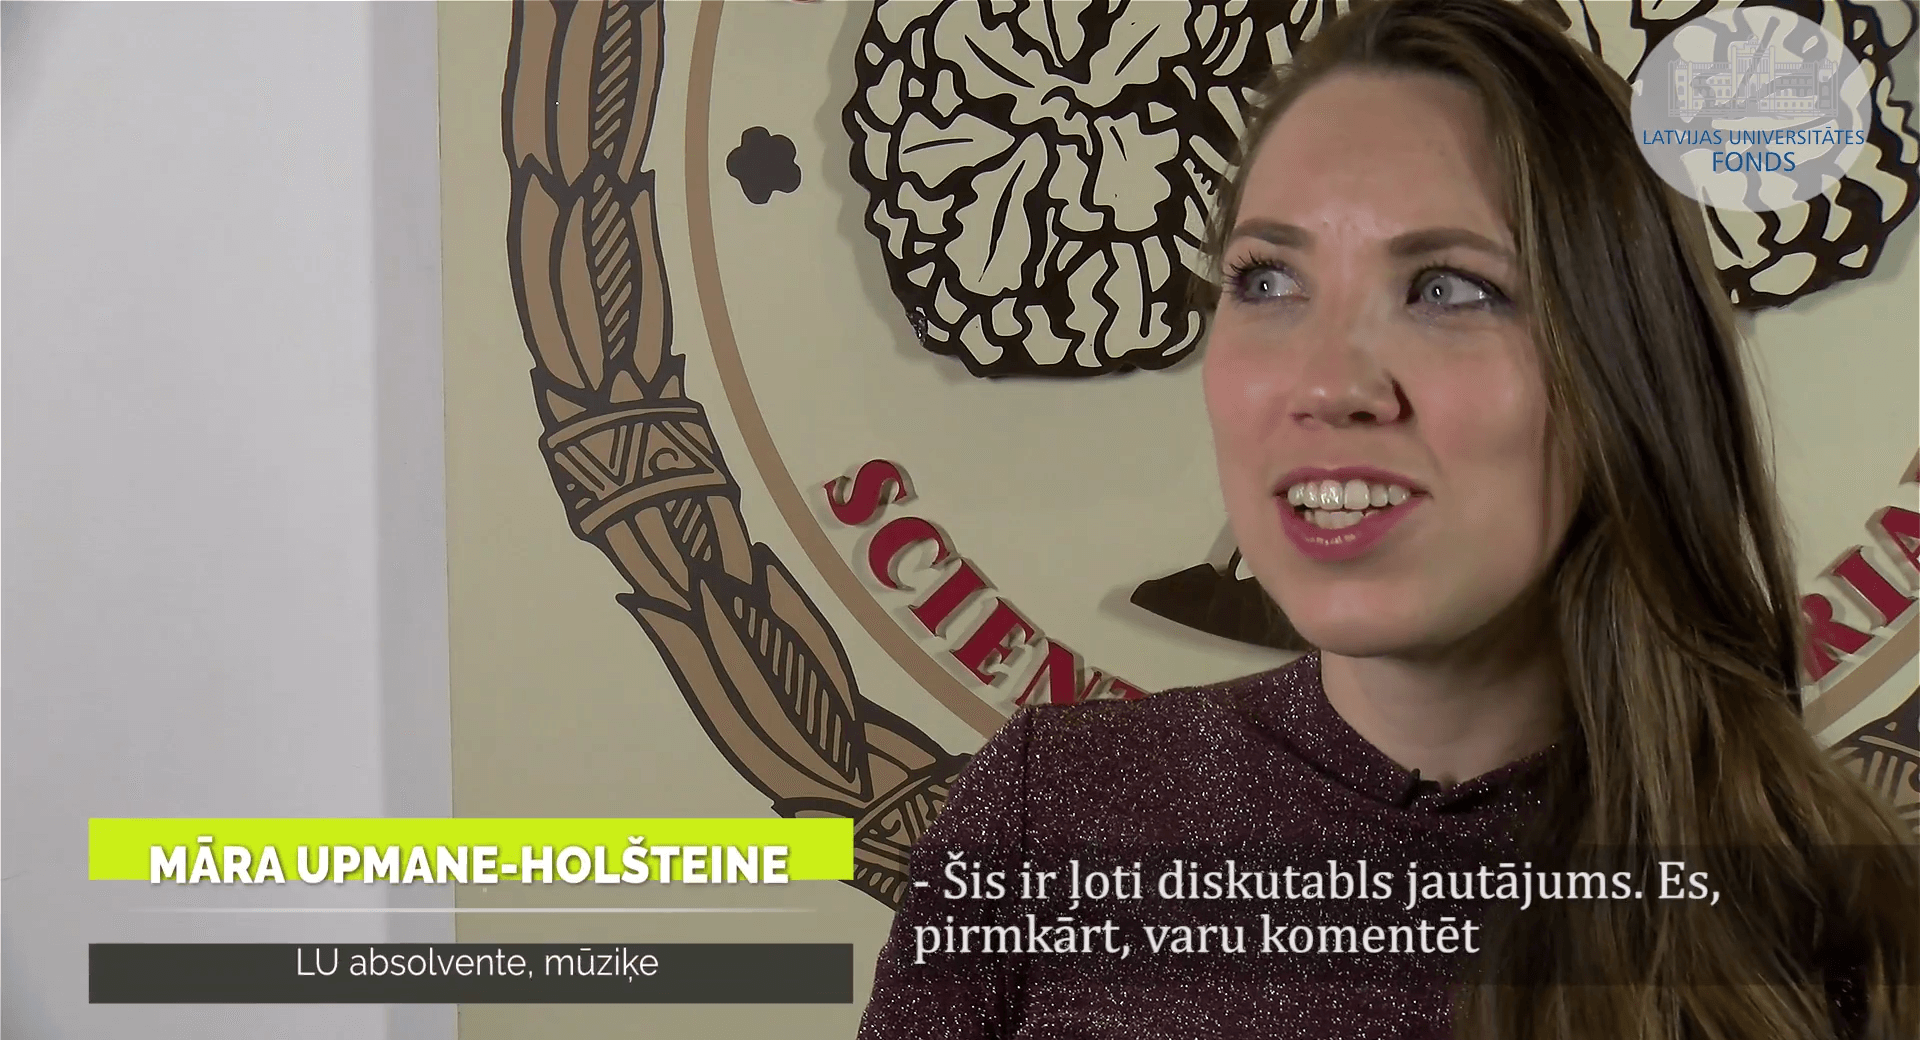 LATVIJAS UNIVERSITĀTES
FONDS
SCIENT
RIA
MĀRA UPMANE-HOLŠTEINE
LU absolvente, mūziķe
- Šis ir ļoti diskutabls jautājums. Es,
pirmkārt, varu komentēt